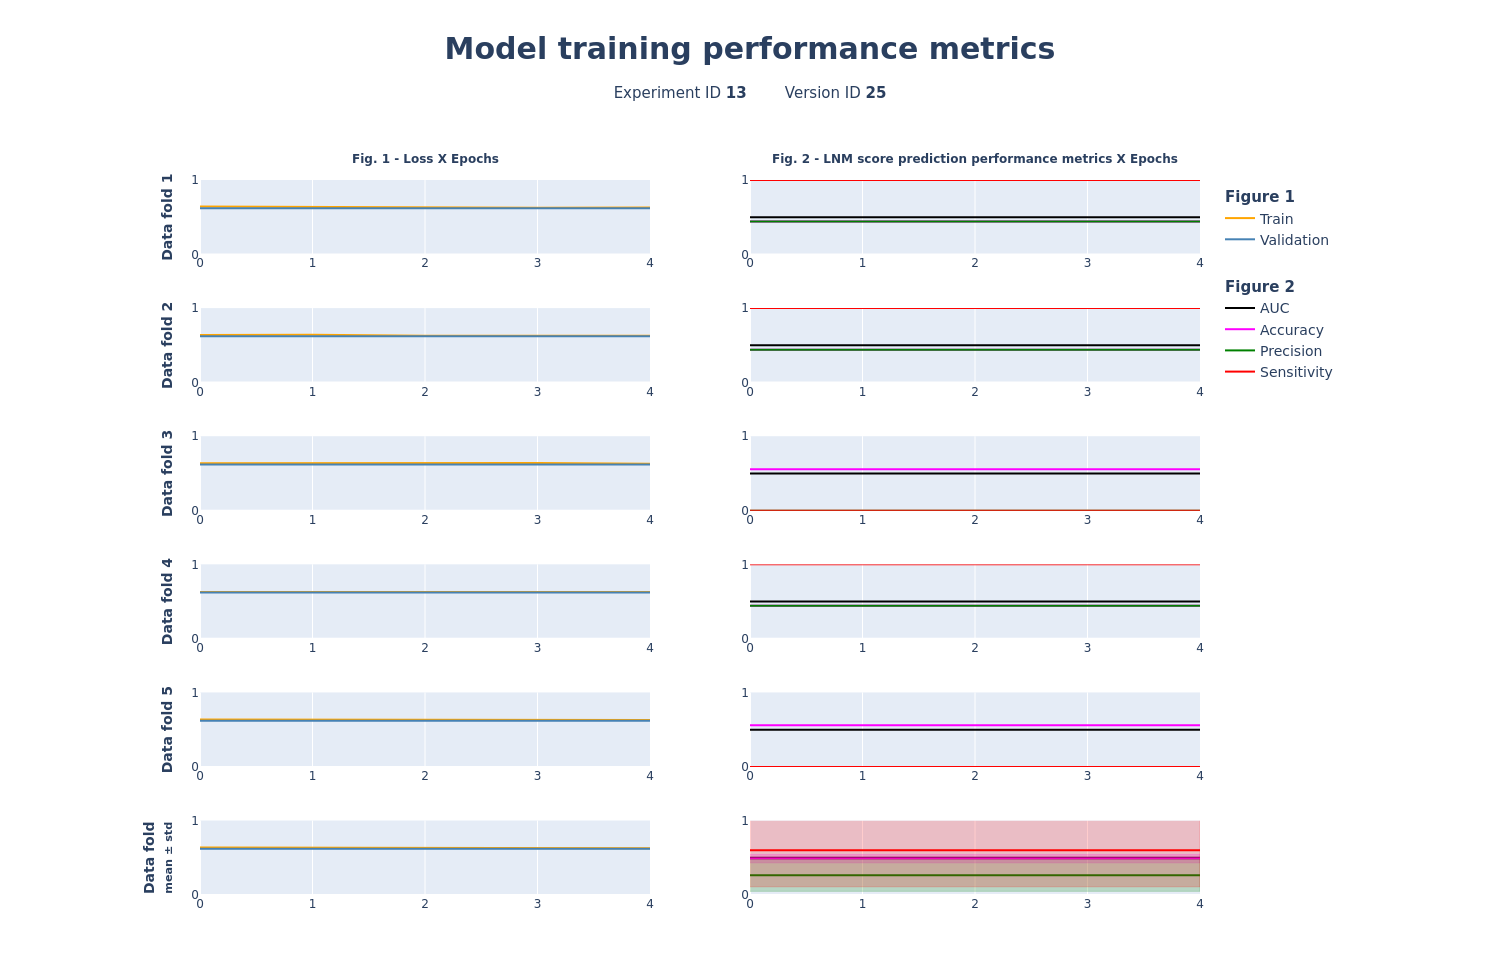 Model training performance metrics
Experiment ID 13 Version ID 25
Fig. 1 - Loss X Epochs
Fig. 2 - LNM score prediction performance metrics X Epochs
Data fold 1
1
0
0 1 2 3 4
1
0
0 1 2 3 4
Figure 1
Train
Validation
Figure 2
AUC
Accuracy
Precision
Sensitivity
Data fold 2
1
0
0 1 2 3 4
1
0
0 1 2 3 4
Data fold 3
1
0
0 1 2 3 4
1
0
0 1 2 3 4
Data fold 4
1
0
0 1 2 3 4
1
0
0 1 2 3 4
Data fold 5
1
0
0 1 2 3 4
1
0
0 1 2 3 4
Data fold
mean ± std
1
0
0 1 2 3 4
1
0
0 1 2 3 4